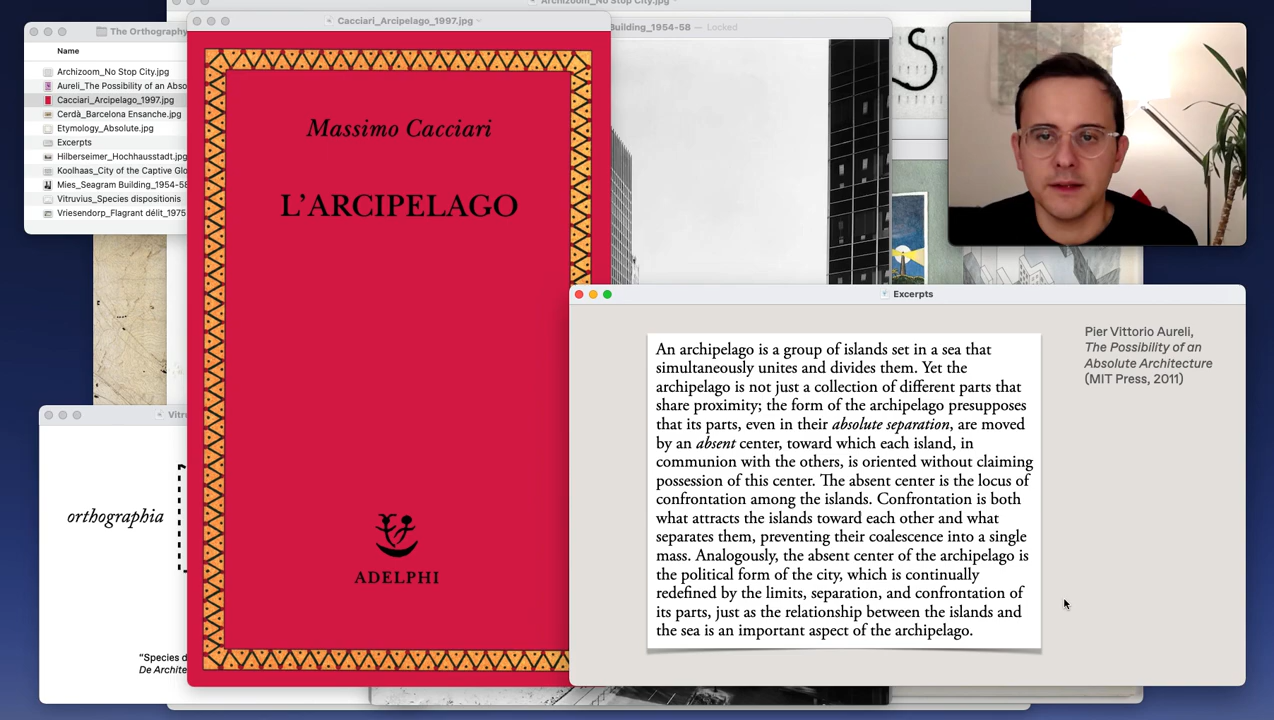 Archizoom_No Stop City.jpg
The Orthography
Name
Archizoom_No Stop City.jpg
Aureli_The Possibility of an Abso
Cacciari_Arcipelago_1997.jpg
Cerdà_Barcelona Ensanche.jpg
Etymology_Absolute.jpg
Excerpts
Hilberseimer_Hochhausstadt.jpg
Koolhaas_City of the Captive Glo
Mies_Seagram Building_1954-58
Vitruvius_Species dispositionis
Vriesendorp_Flagrant délit_1975
Cacciari_Arcipelago_1997.jpg
Massimo Cacciari
L'ARCIPELAGO
ADELPHI
Building_1954-58 — Locked
Vitru
orthographia
"Species d
De Archite
Excerpts
An archipelago is a group of islands set in a sea that
simultaneously unites and divides them. Yet the
archipelago is not just a collection of different parts that
share proximity; the form of the archipelago presupposes
that its parts, even in their absolute separation, are moved
by an absent center, toward which each island, in
communion with the others, is oriented without claiming
possession of this center. The absent center is the locus of
confrontation among the islands. Confrontation is both
what attracts the islands toward each other and what
separates them, preventing their coalescence into a single
mass. Analogously, the absent center of the archipelago is
the political form of the city, which is continually
redefined by the limits, separation, and confrontation of
its parts, just as the relationship between the islands and
the sea is an important aspect of the archipelago.
Pier Vittorio Aureli,
The Possibility of an
Absolute Architecture
(MIT Press, 2011)